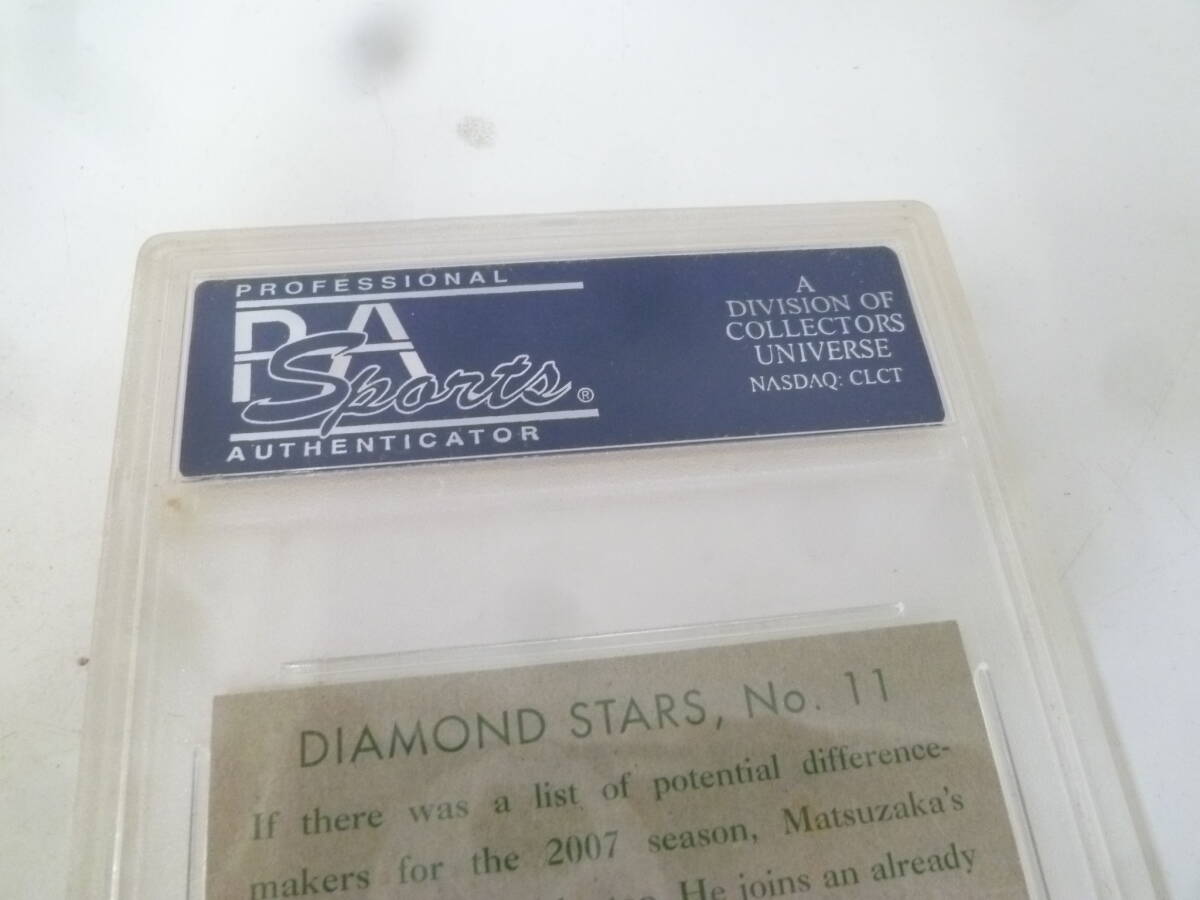 PROFESSIONAL
PSA
Sports®
AUTHENTICATOR
A
DIVISION OF
COLLECTORS
UNIVERSE
NASDAQ: CLCT
DIAMOND STARS, No. 11
If there was a list of potential difference-
makers for the 2007 season, Matsuzaka's
He joins an already